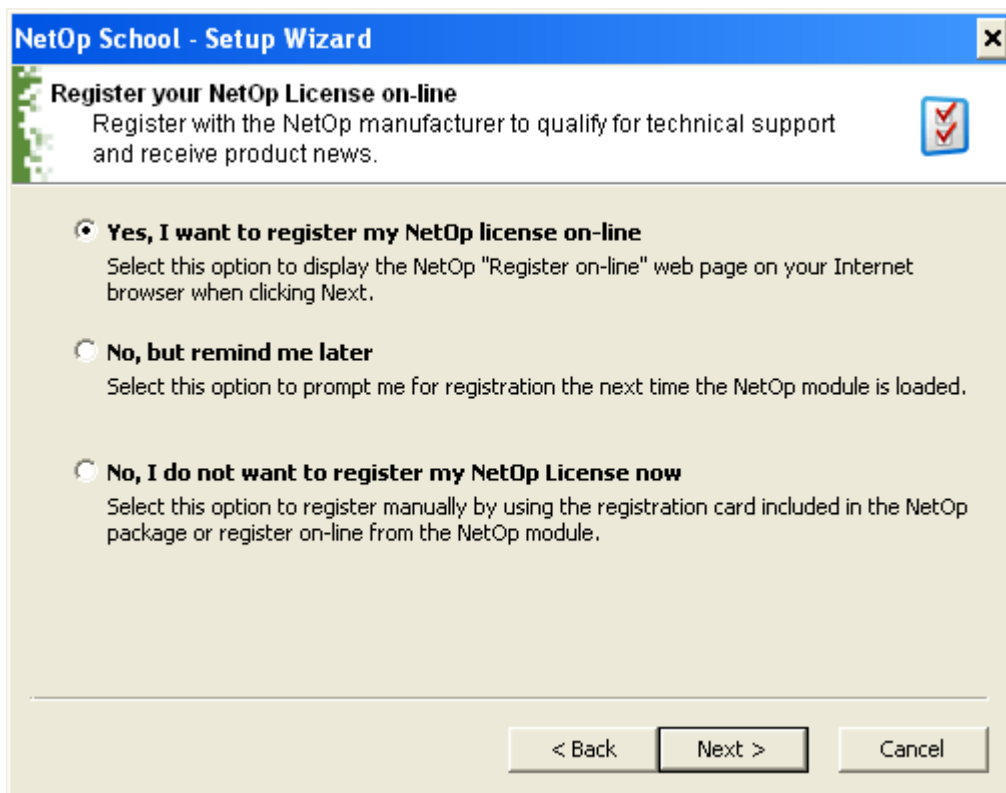 NetOp School - Setup Wizard
Register your NetOp License on-line
Register with the NetOp manufacturer to qualify for technical support
and receive product news.
Yes, I want to register my NetOp license on-line
Select this option to display the NetOp "Register on-line" web page on your Internet
browser when clicking Next.
No, but remind me later
Select this option to prompt me for registration the next time the NetOp module is loaded.
No, I do not want to register my NetOp License now
Select this option to register manually by using the registration card included in the NetOp
package or register on-line from the NetOp module.
< Back
Next >
Cancel